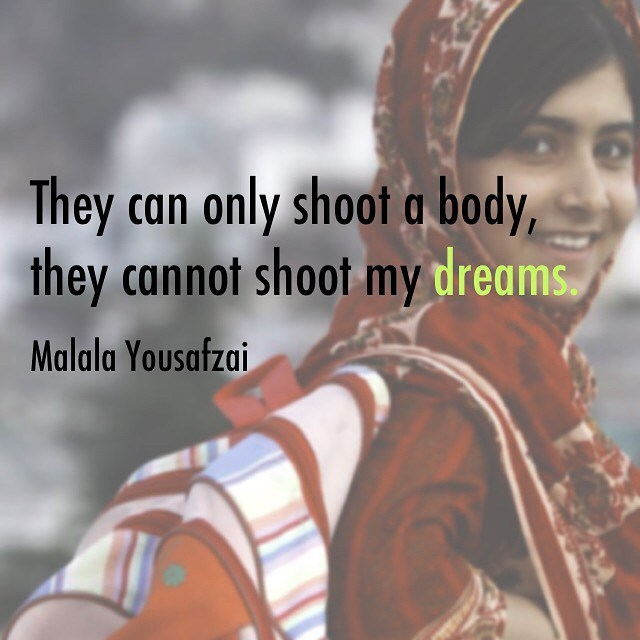 They can only shoot a body,
they cannot shoot my dreams.
Malala Yousafzai